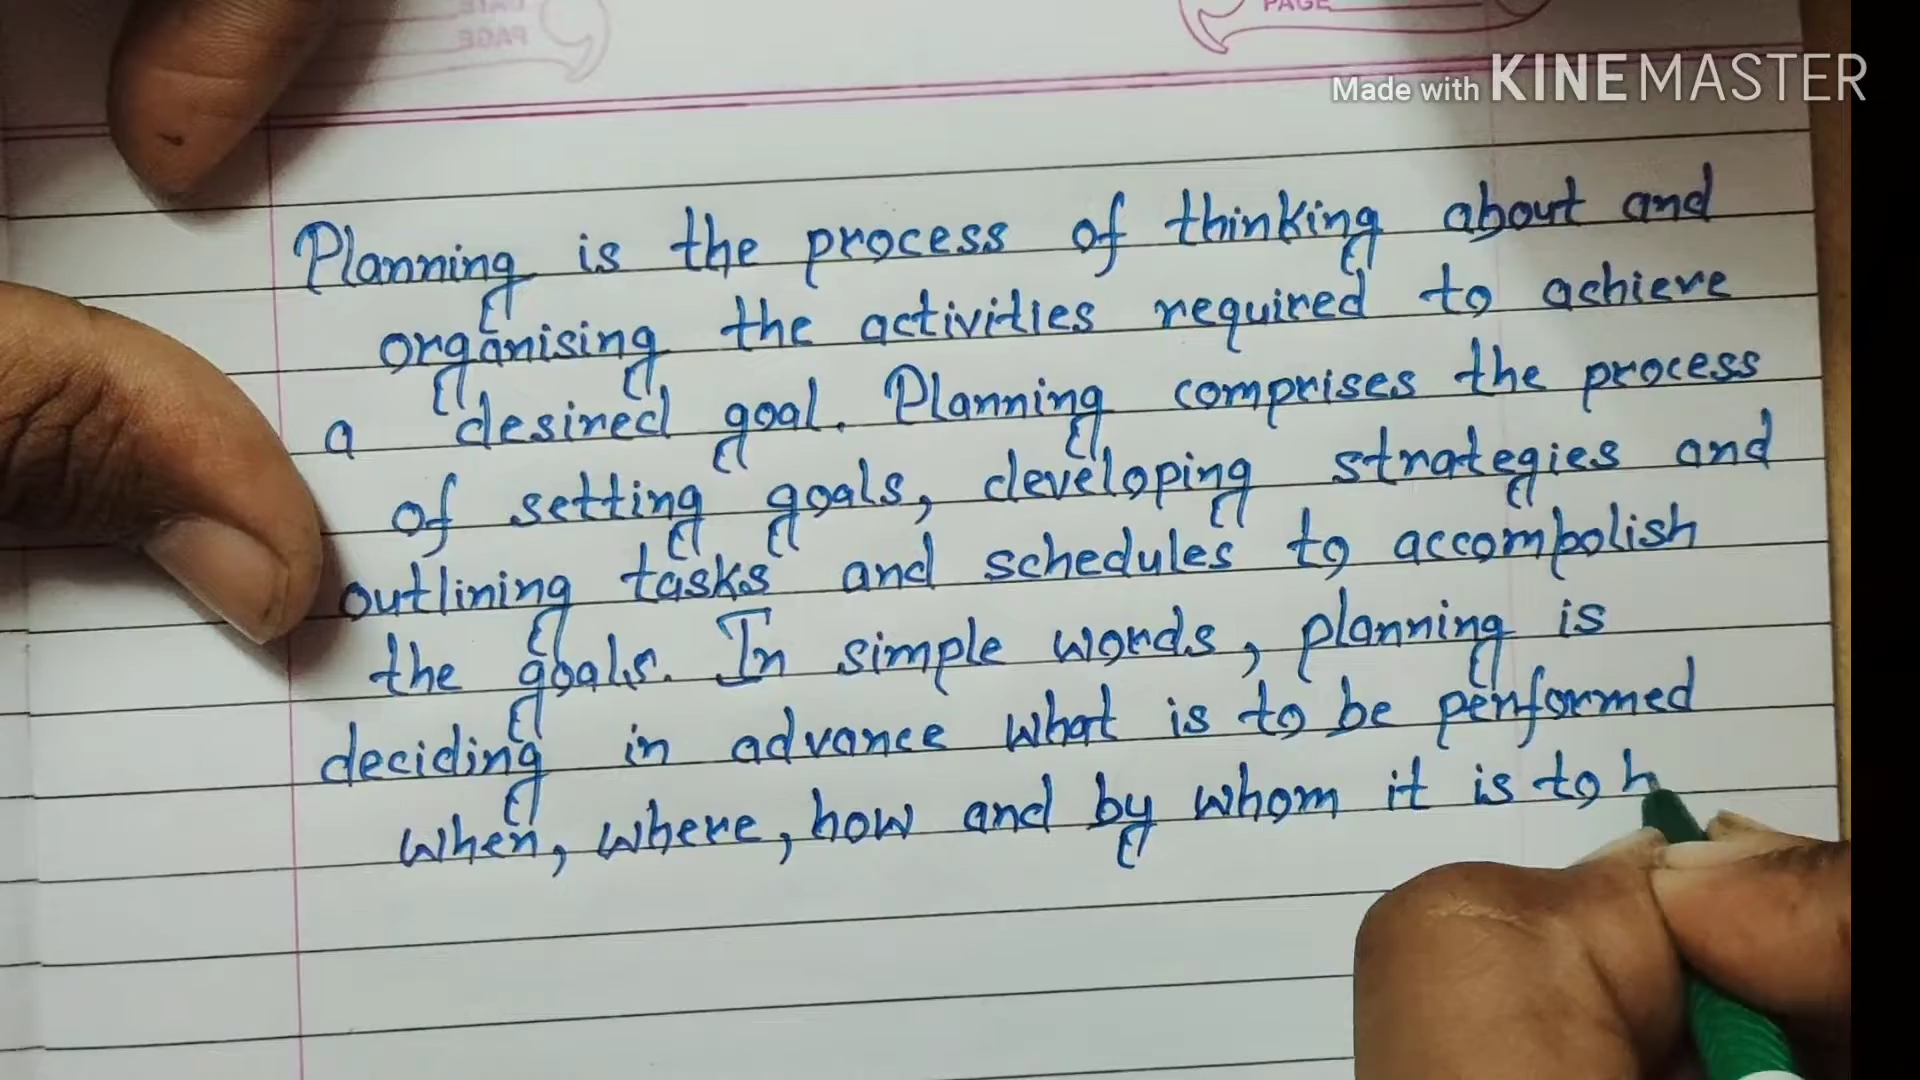 PAGE
PAGE
Made with KINEMASTER
Planning is the process of thinking about and
organising the activities required to achieve
a desired goal. Planning comprises the process
of setting goals, developing strategies and
outlining tasks and schedules to accompolish
the goals. In simple words, planning is
deciding in advance what is to be performed
when, where, how and by whom it is to